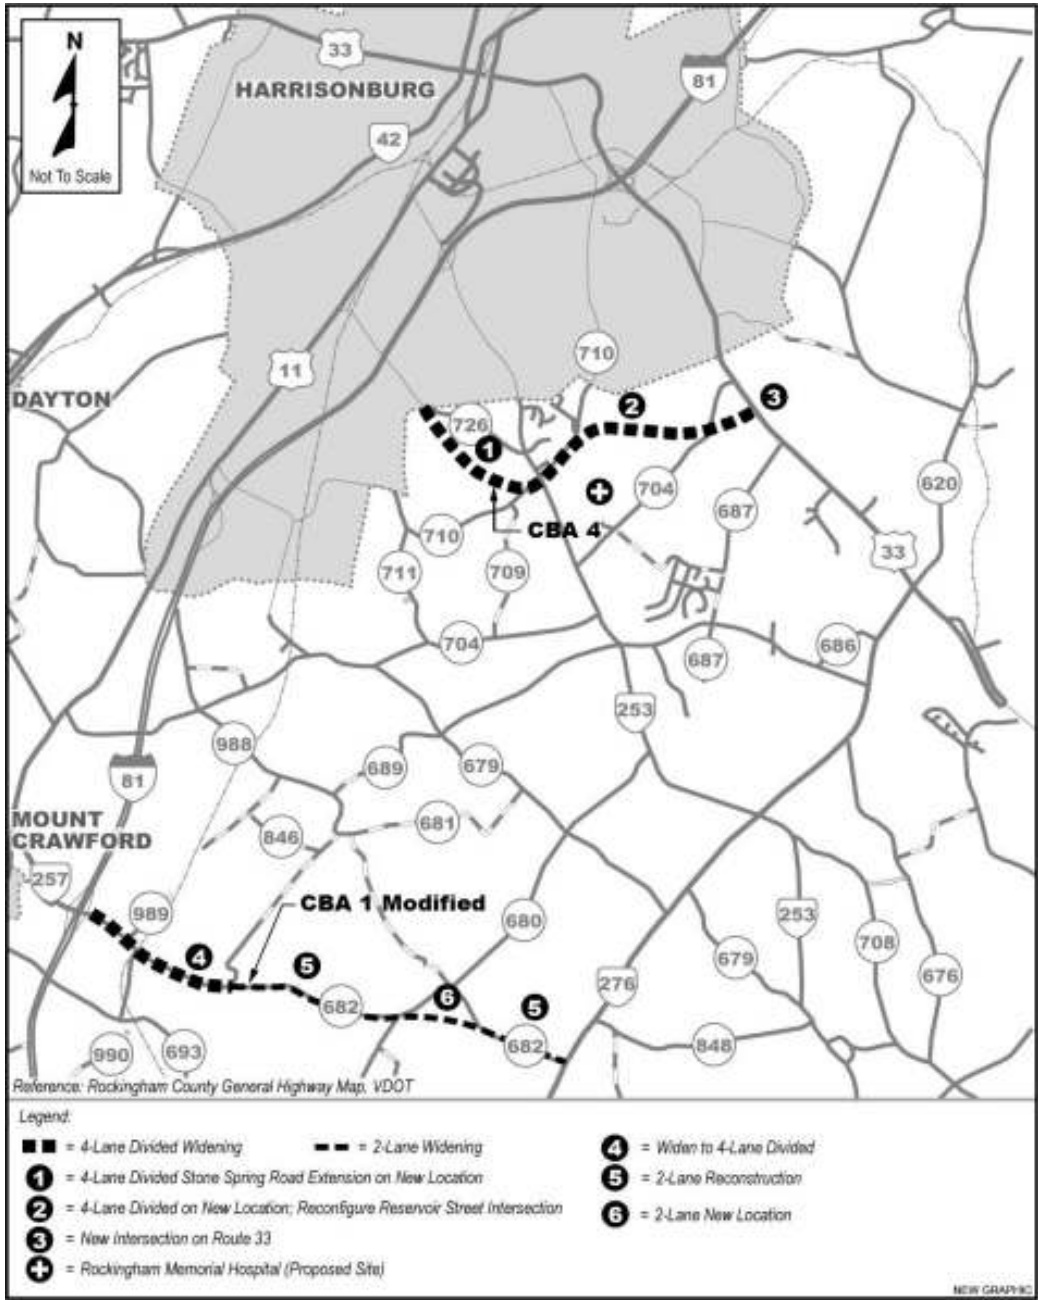 N
Not To Scale
33
HARRISONBURG
81
42
11
710
DAYTON
2
3
726
1
620
704
687
CBA 4
710
33
711
709
704
686
687
253
988
689
679
81
MOUNT
CRAWFORD
681
846
257
CBA 1 Modified
989
680
253
708
679
676
4
5
276
682
6
5
682
848
990
693
Reference: Rockingham County General Highway Map, VDOT
Legend:
= 4-Lane Divided Widening
= 2-Lane Widening
4 = Widen to 4-Lane Divided
1 = 4-Lane Divided Stone Spring Road Extension on New Location
5 = 2-Lane Reconstruction
2 = 4-Lane Divided on New Location; Reconfigure Reservoir Street Intersection
6 = 2-Lane New Location
3 = New Intersection on Route 33
= Rockingham Memorial Hospital (Proposed Site)
NEW GRAPHIC